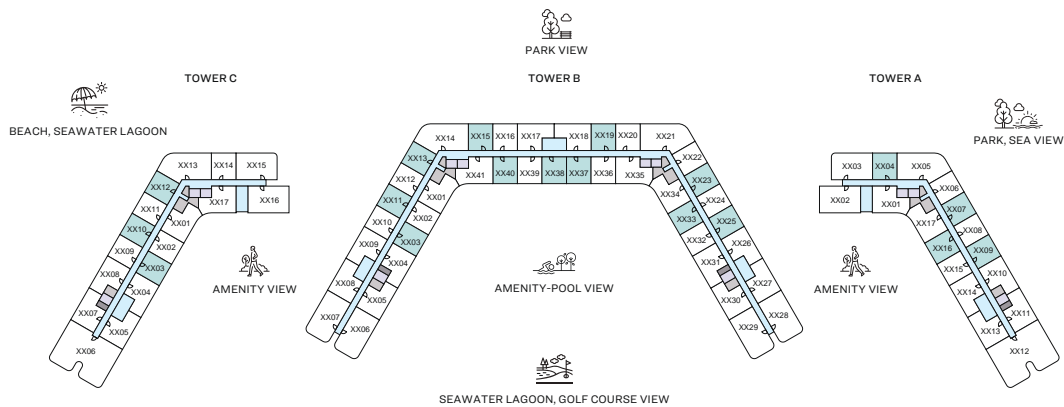 PARK VIEW
TOWER C
TOWER B
TOWER A
BEACH, SEAWATER LAGOON
PARK, SEA VIEW
XX13 XX14 XX15
XX12
XX11
XX10
XX09
XX08
XX07
XX06
XX05
XX04
XX03
XX02
XX01
XX17
XX16
AMENITY VIEW
XX14 XX15 XX16 XX17 XX18 XX19 XX20 XX21
XX13
XX12
XX11
XX10
XX09
XX08
XX07
XX06
XX05
XX04
XX03
XX02
XX01
XX41 XX40 XX39 XX38 XX37 XX36 XX35
XX34
XX33
XX32
XX31
XX30
XX29
XX28
XX27
XX26
XX25
XX24
XX23
XX22
AMENITY-POOL VIEW
XX03 XX04 XX05
XX02
XX01
XX17
XX06
XX07
XX08
XX09
XX10
XX11
XX12
XX13
XX14
XX15
XX16
AMENITY VIEW
SEAWATER LAGOON, GOLF COURSE VIEW